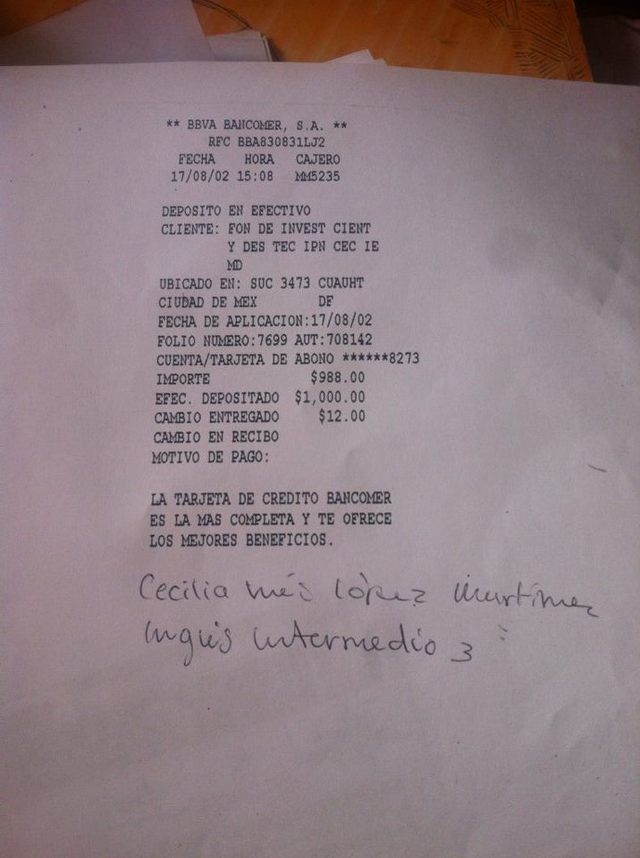 ** BBVA BANCOMER, S.A. **
RFC BBA830831LJ2
FECHA HORA CAJERO
17/08/02 15:08 MM5235
DEPOSITO EN EFECTIVO
CLIENTE: FON DE INVEST CIENT
Y DES TEC IPN CEC IE
MD
UBICADO EN: SUC 3473 CUAUHT
CIUDAD DE MEX DF
FECHA DE APLICACION:17/08/02
FOLIO NUMERO:7699 AUT:708142
CUENTA/TARJETA DE ABONO ******8273
IMPORTE $988.00
EFEC. DEPOSITADO $1,000.00
CAMBIO ENTREGADO $12.00
CAMBIO EN RECIBO
MOTIVO DE PAGO:
LA TARJETA DE CREDITO BANCOMER
ES LA MAS COMPLETA Y TE OFRECE
LOS MEJORES BENEFICIOS.
Cecilia Inés López Martínez
Inglés Intermedio 3